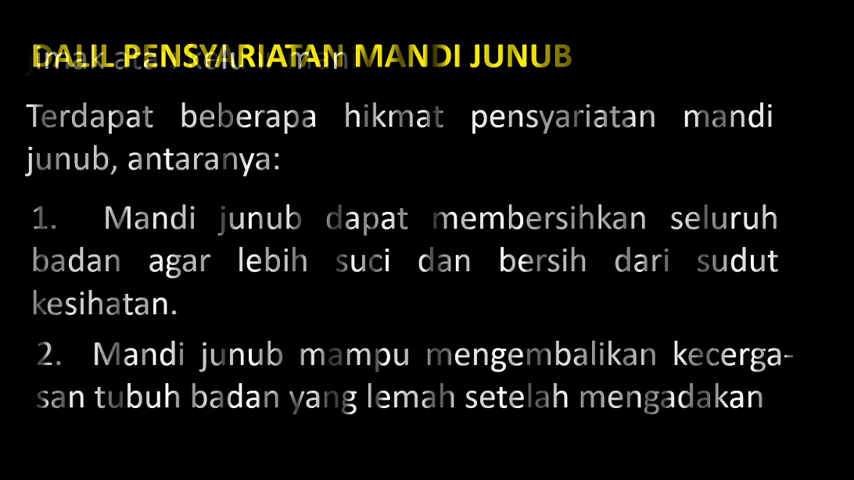 DALIL PENSYARIATAN MANDI JUNUB
Terdapat beberapa hikmat pensyariatan mandi
junub, antaranya:
1. Mandi junub dapat membersihkan seluruh
badan agar lebih suci dan bersih dari sudut
kesihatan.
2. Mandi junub mampu mengembalikan kecerga-
san tubuh badan yang lemah setelah mengadakan